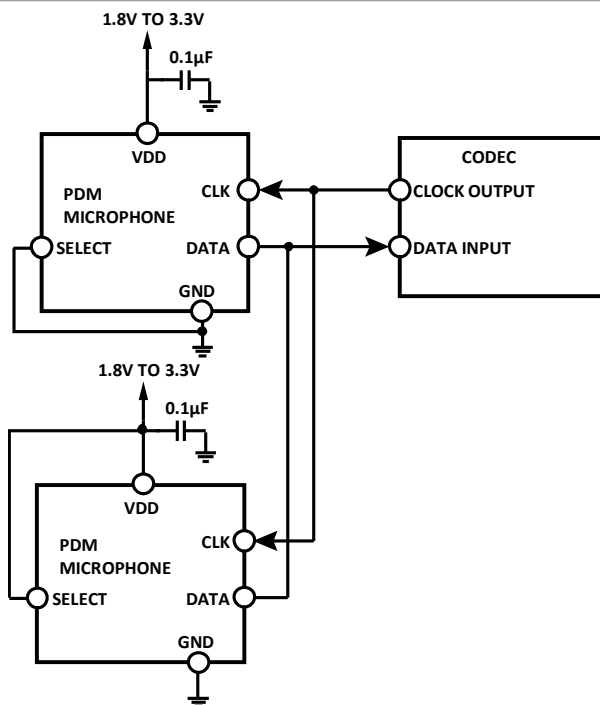 1.8V TO 3.3V
0.1µF
VDD
CODEC
PDM
MICROPHONE
CLK
CLOCK OUTPUT
SELECT
DATA
DATA INPUT
GND
1.8V TO 3.3V
0.1µF
VDD
PDM
MICROPHONE
CLK
SELECT
DATA
GND